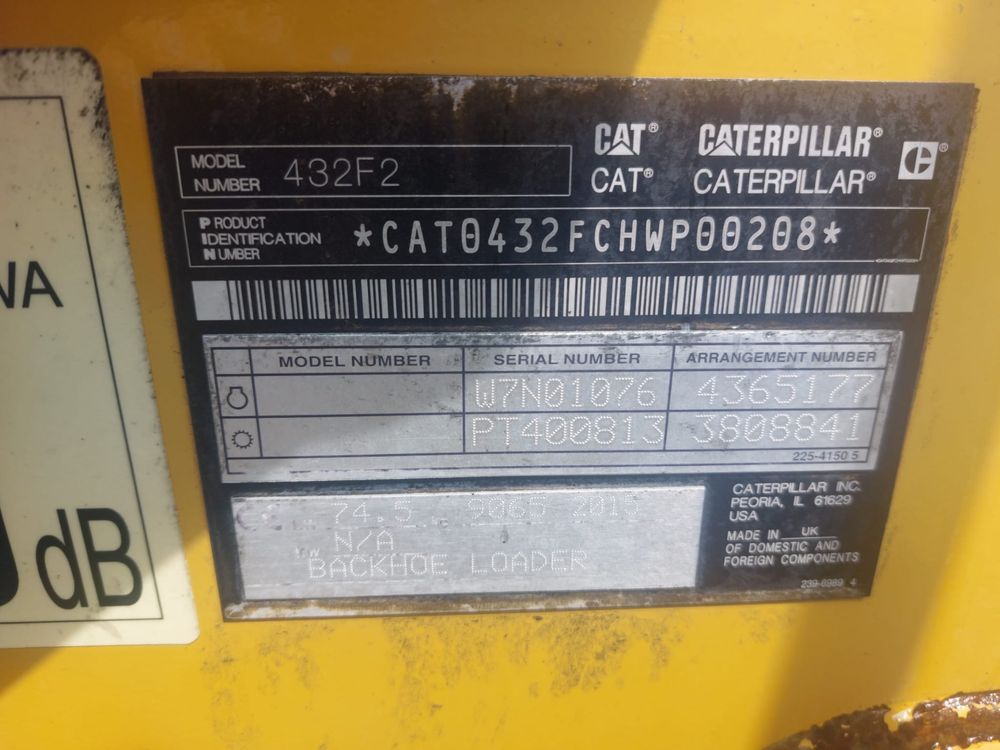 WA
dB
CAT® CATERPILLAR®
CAT® CATERPILLAR®
MODEL NUMBER 432F2
PRODUCT IDENTIFICATION NUMBER *CAT0432FCHWP00208*
MODEL NUMBER SERIAL NUMBER ARRANGEMENT NUMBER
W7N01076 4365177
PT400813 3808841
225-4150 5
74.5 9065 2015
N/A
BACKHOE LOADER
CATERPILLAR INC.
PEORIA, IL 61629
USA
MADE IN UK
OF DOMESTIC AND
FOREIGN COMPONENTS
239-6989 4